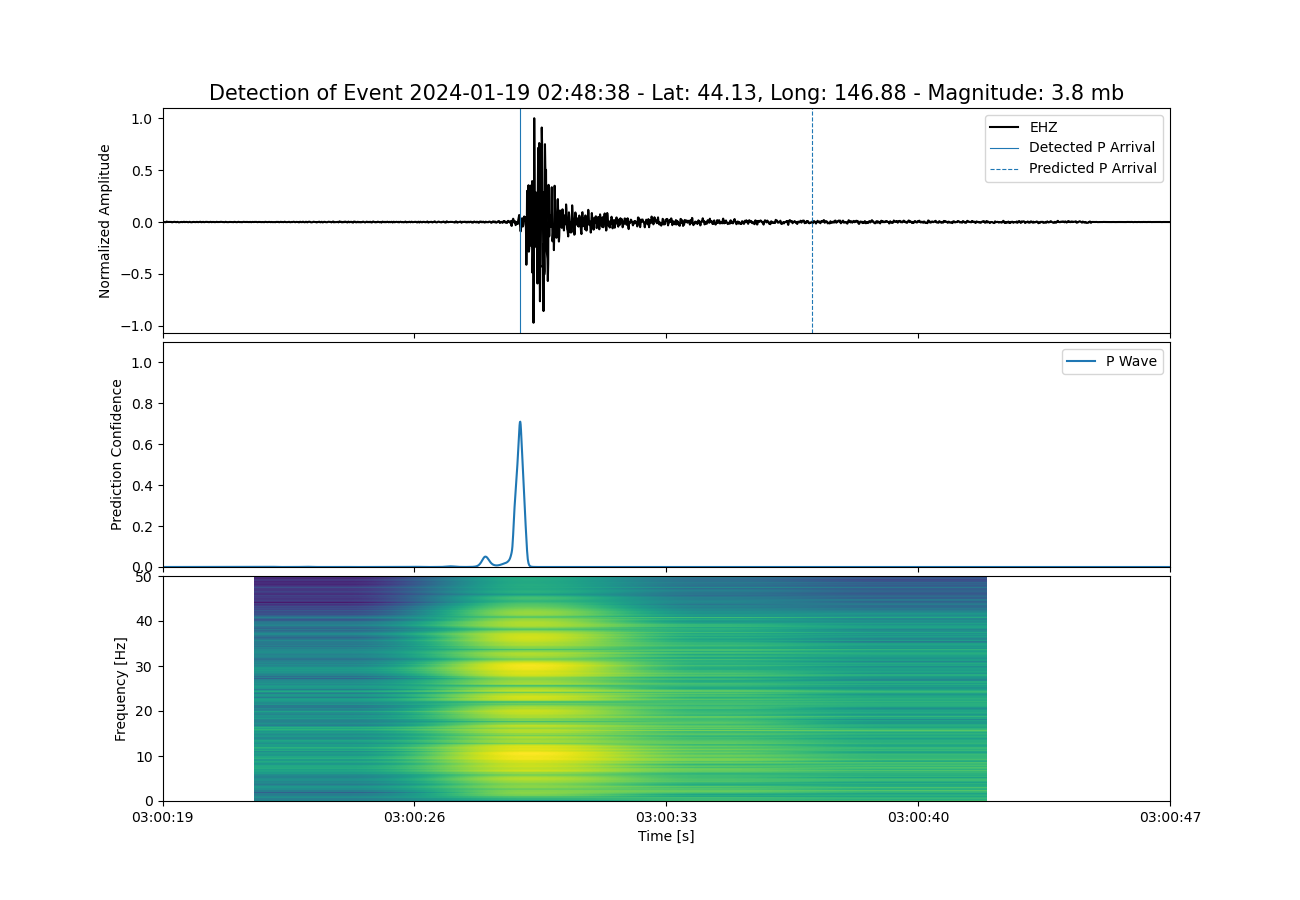 Detection of Event 2024-01-19 02:48:38 - Lat: 44.13, Long: 146.88 - Magnitude: 3.8 mb
Normalized Amplitude
1.0
0.5
0.0
−0.5
−1.0
EHZ
Detected P Arrival
Predicted P Arrival
Prediction Confidence
1.0
0.8
0.6
0.4
0.2
0.0
P Wave
Frequency [Hz]
50
40
30
20
10
0
03:00:19 03:00:26 03:00:33 03:00:40 03:00:47
Time [s]